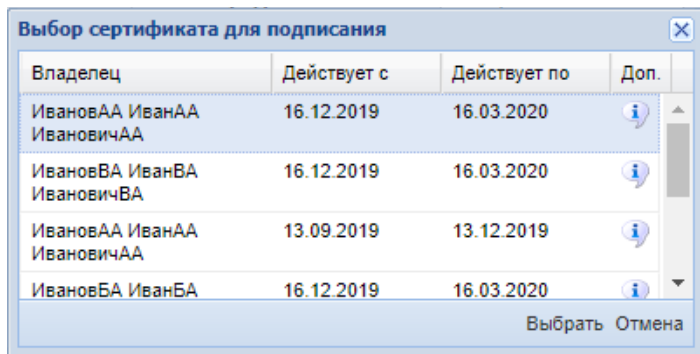 Выбор сертификата для подписания
Владелец Действует с Действует по Доп.
ИвановАА ИванАА 16.12.2019 16.03.2020
ИвановичАА
ИвановВА ИванВА 16.12.2019 16.03.2020
ИвановичВА
ИвановАА ИванАА 13.09.2019 13.12.2019
ИвановичАА
ИвановБА ИванБА 16.12.2019 16.03.2020
Выбрать Отмена